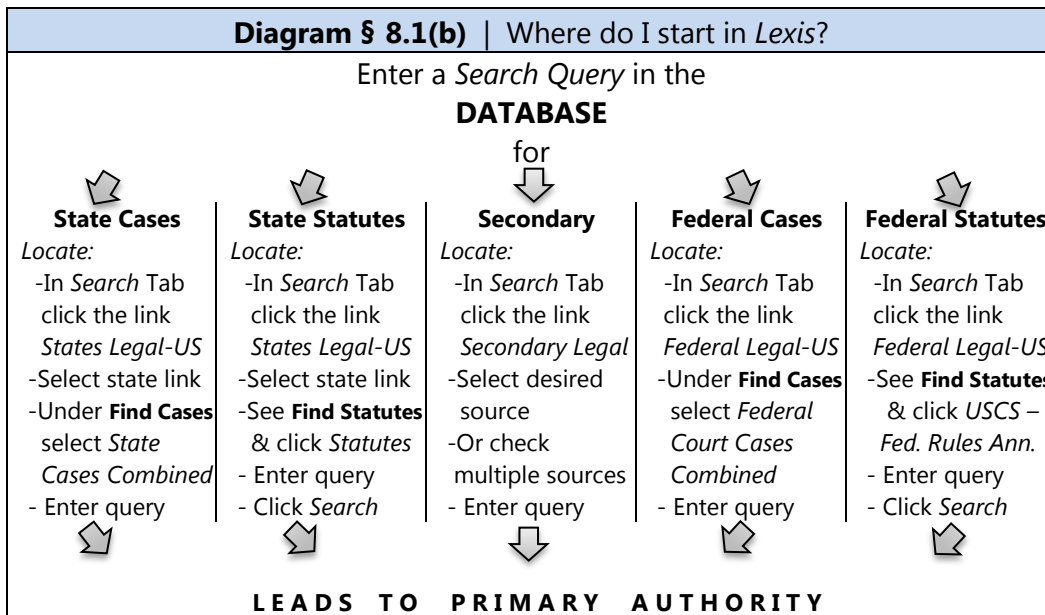 Diagram § 8.1(b) | Where do I start in Lexis?
Enter a Search Query in the
DATABASE
for
State Cases
Locate:
-In Search Tab
click the link
States Legal-US
-Select state link
-Under Find Cases
select State
Cases Combined
- Enter query
State Statutes
Locate:
-In Search Tab
click the link
States Legal-US
-Select state link
-See Find Statutes
& click Statutes
- Enter query
- Click Search
Secondary
Locate:
-In Search Tab
click the link
Secondary Legal
-Select desired
source
-Or check
multiple sources
- Enter query
Federal Cases
Locate:
-In Search Tab
click the link
Federal Legal-US
-Under Find Cases
select Federal
Court Cases
Combined
- Enter query
Federal Statutes
Locate:
-In Search Tab
click the link
Federal Legal-US
-See Find Statutes
& click USCS –
Fed. Rules Ann.
- Enter query
- Click Search
LEADS TO PRIMARY AUTHORITY